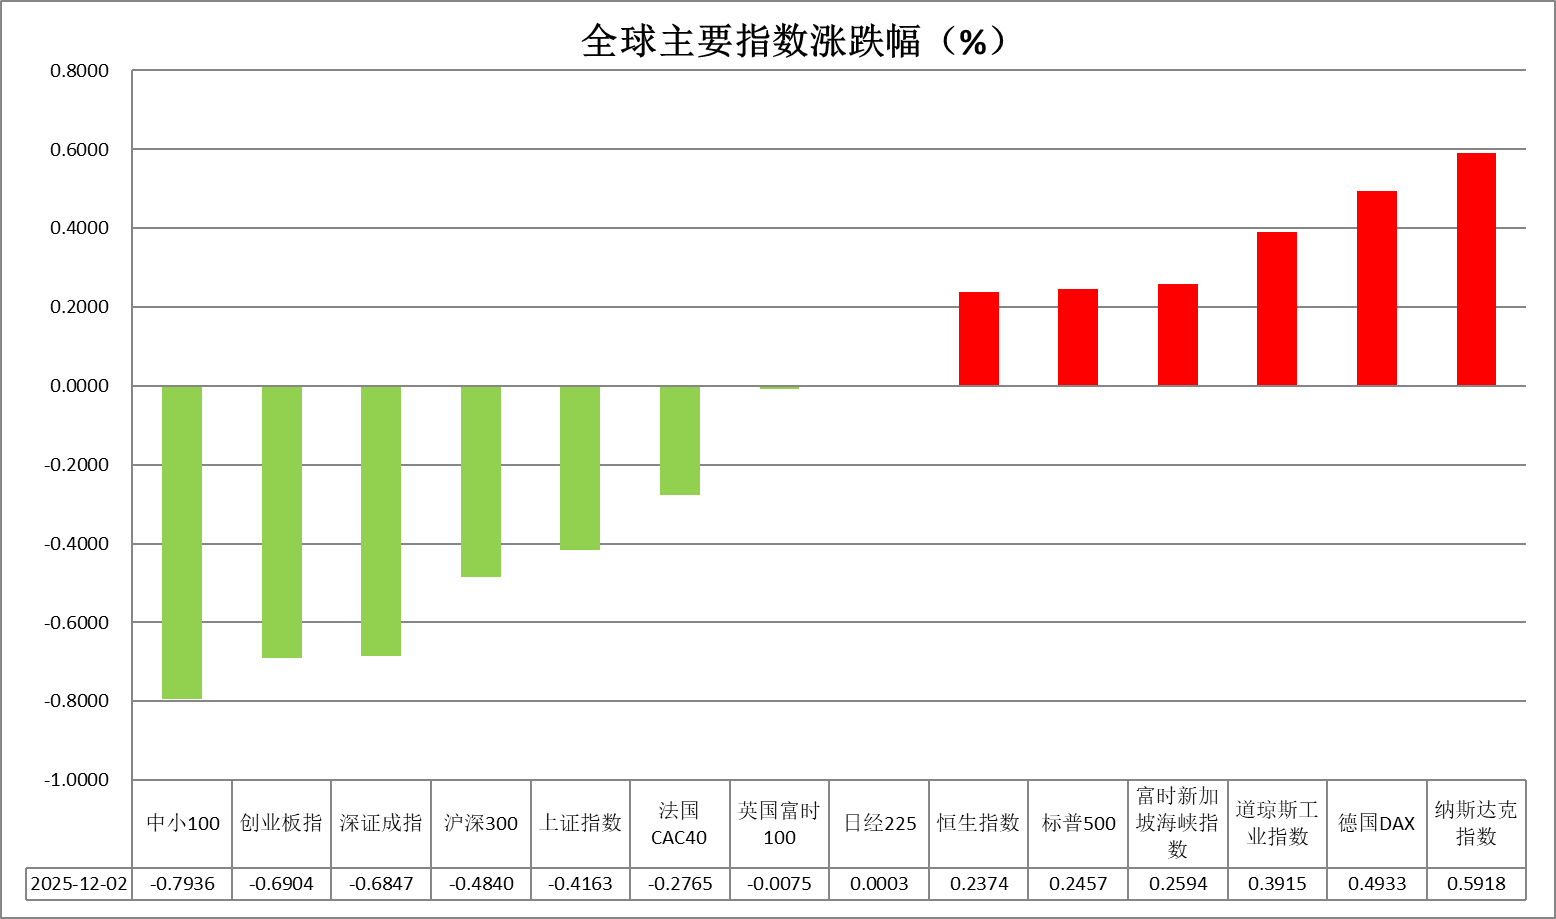 全球主要指数涨跌幅（%）
0.8000
0.6000
0.4000
0.2000
0.0000
-0.2000
-0.4000
-0.6000
-0.8000
-1.0000
中小100
创业板指
深证成指
沪深300
上证指数
法国
CAC40
英国富时
100
日经225
恒生指数
标普500
富时新加
坡海峡指
数
道琼斯工
业指数
德国DAX
纳斯达克
指数
2025-12-02 -0.7936 -0.6904 -0.6847 -0.4840 -0.4163 -0.2765 -0.0075 0.0003 0.2374 0.2457 0.2594 0.3915 0.4933 0.5918